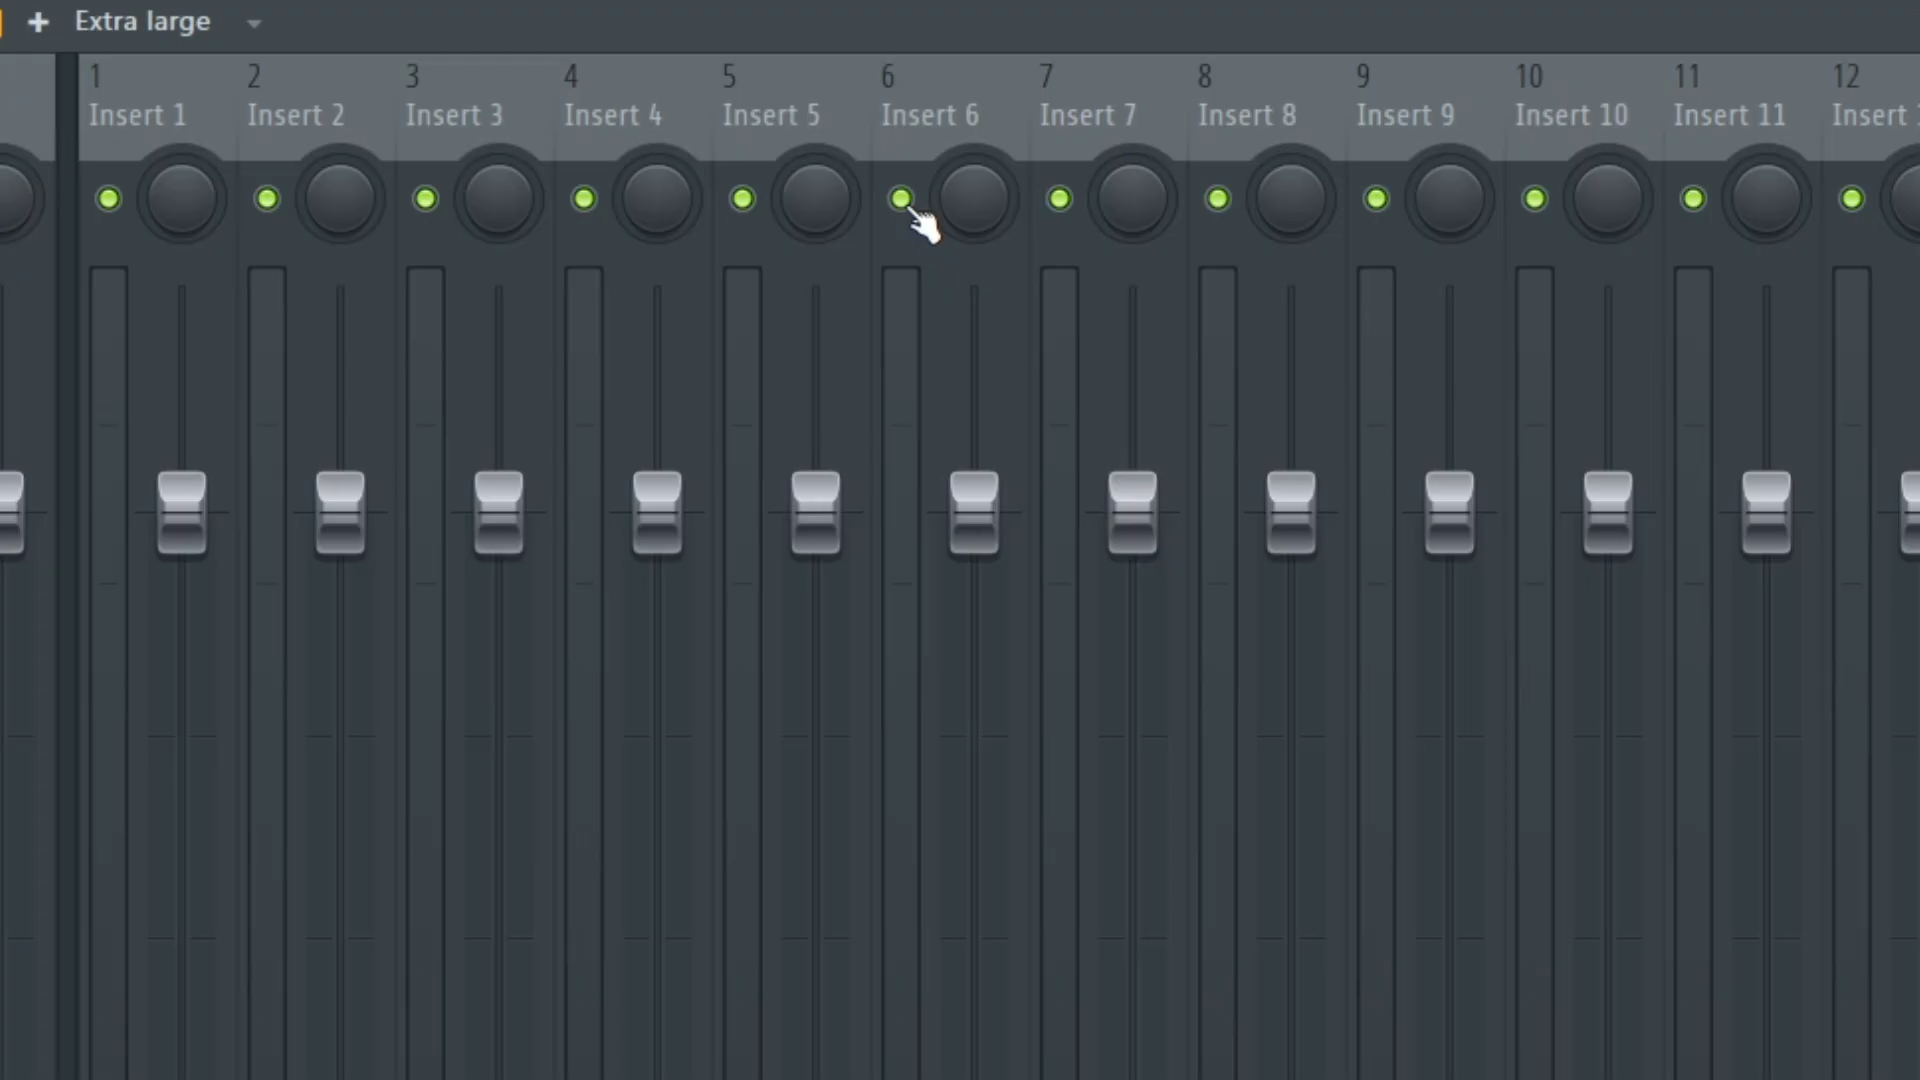 Extra large
1 2 3 4 5 6 7 8 9 10 11 12
Insert 1 Insert 2 Insert 3 Insert 4 Insert 5 Insert 6 Insert 7 Insert 8 Insert 9 Insert 10 Insert 11 Insert